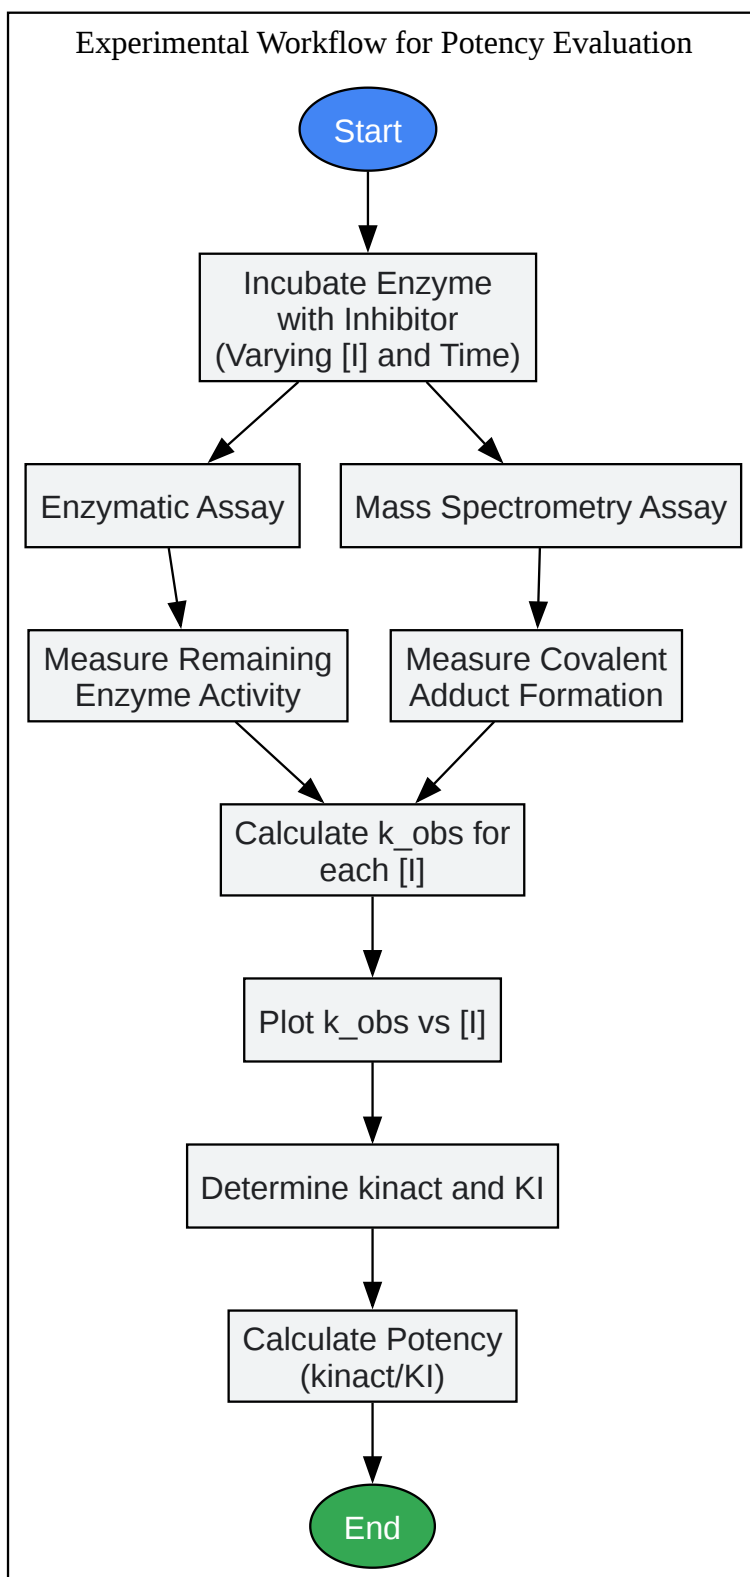 Experimental Workflow for Potency Evaluation
Start
Incubate Enzyme
with Inhibitor
(Varying [I] and Time)
Enzymatic Assay
Mass Spectrometry Assay
Measure Remaining
Enzyme Activity
Measure Covalent
Adduct Formation
Calculate k_obs for
each [I]
Plot k_obs vs [I]
Determine kinact and KI
Calculate Potency
(kinact/KI)
End